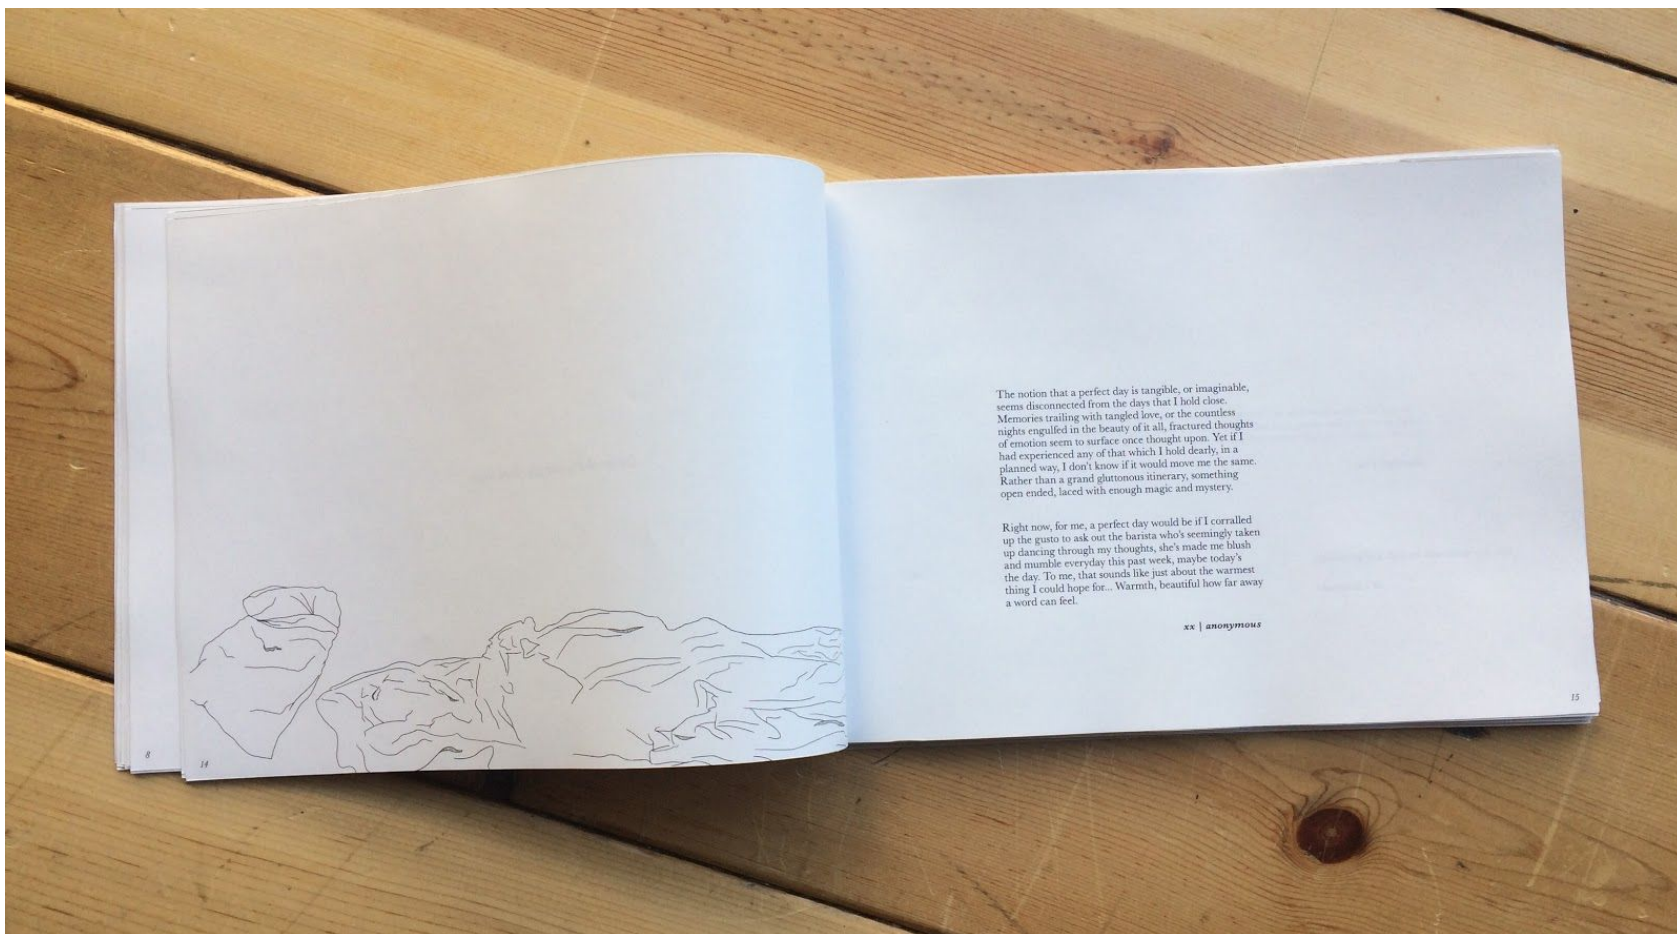 The notion that a perfect day is tangible, or imaginable,
seems disconnected from the days that I hold close.
Memories trailing with tangled love, or the countless
nights engulfed in the beauty of it all, fractured thoughts
of emotion seem to surface once thought upon. Yet if I
had experienced any of that which I hold dearly, in a
planned way, I don't know if it would move me the same.
Rather than a grand gluttonous itinerary, something
open ended, laced with enough magic and mystery.
Right now, for me, a perfect day would be if I corralled
up the gusto to ask out the barista who's seemingly taken
up dancing through my thoughts, she's made me blush
and mumble everyday this past week, maybe today's
the day. To me, that sounds like just about the warmest
thing I could hope for... Warmth, beautiful how far away
a word can feel.
xx | anonymous
8
14
15